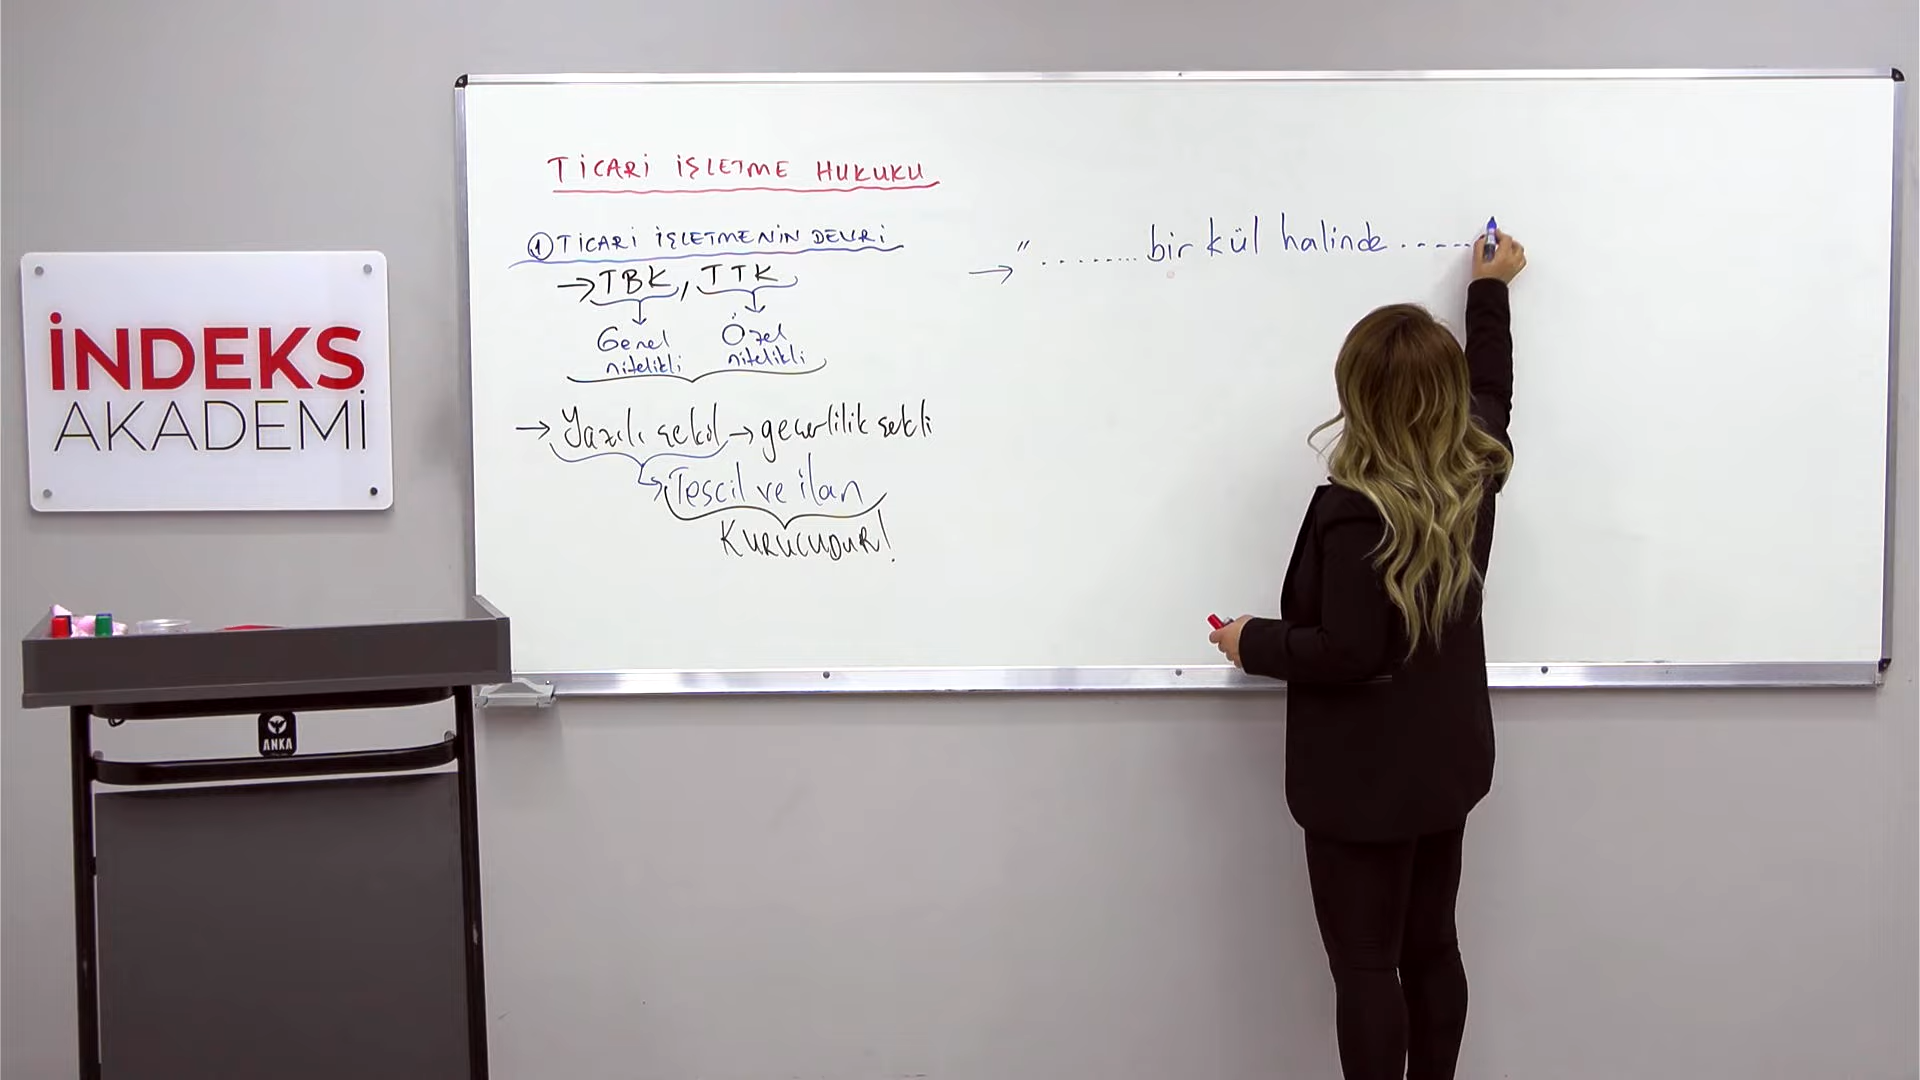 İNDEKS
AKADEMİ
ANKA
TİCARİ İŞLETME HUKUKU
① TİCARİ İŞLETMENİN DEVRİ
→ TBK, TTK
Genel nitelikli
Özel nitelikli
→ Yazılı şekil → geçerlilik şekli
Tescil ve ilan
KURUCUDUR!
→ " ........ bir kül halinde .....